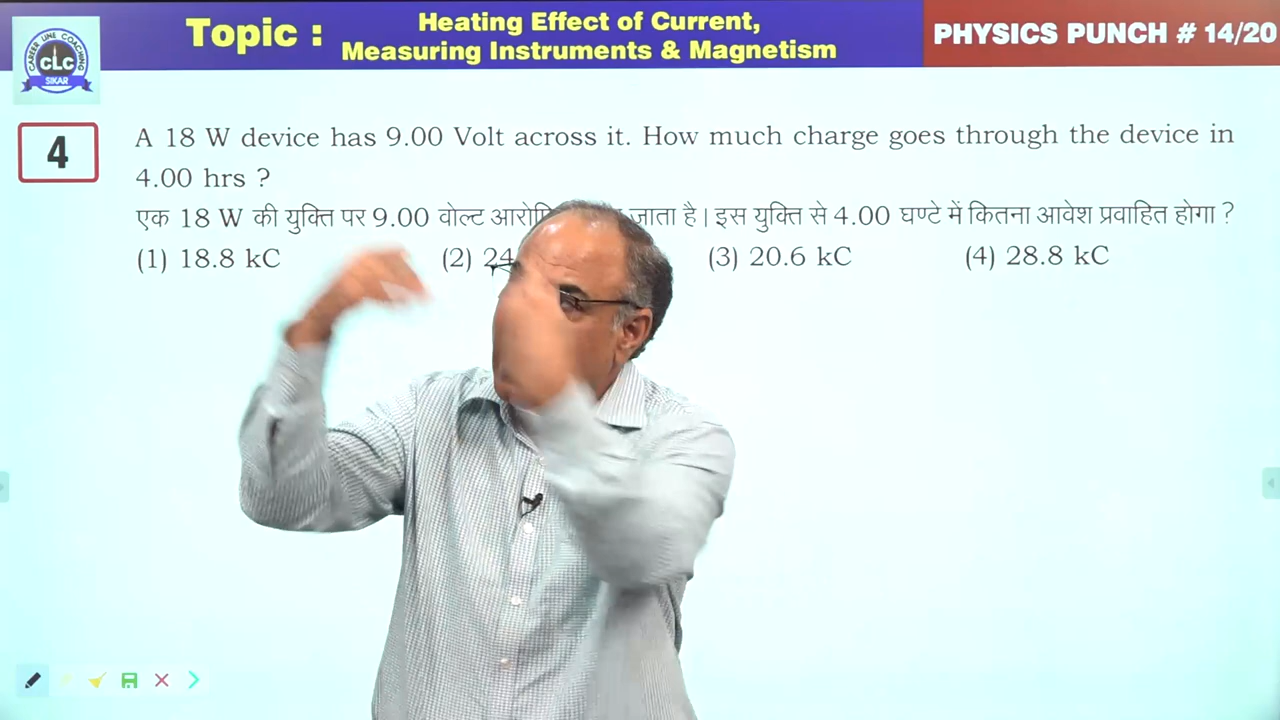 Topic :
Heating Effect of Current,
Measuring Instruments & Magnetism
PHYSICS PUNCH # 14/20
CAREER LINE COACHING
CLC
SIKAR
4
A 18 W device has 9.00 Volt across it. How much charge goes through the device in
4.00 hrs ?
एक 18 W की युक्ति पर 9.00 वोल्ट जाता है। इस युक्ति से 4.00 घण्टे में कितना आवेश प्रवाहित होगा ?
(1) 18.8 kC (2) (3) 20.6 kC (4) 28.8 kC